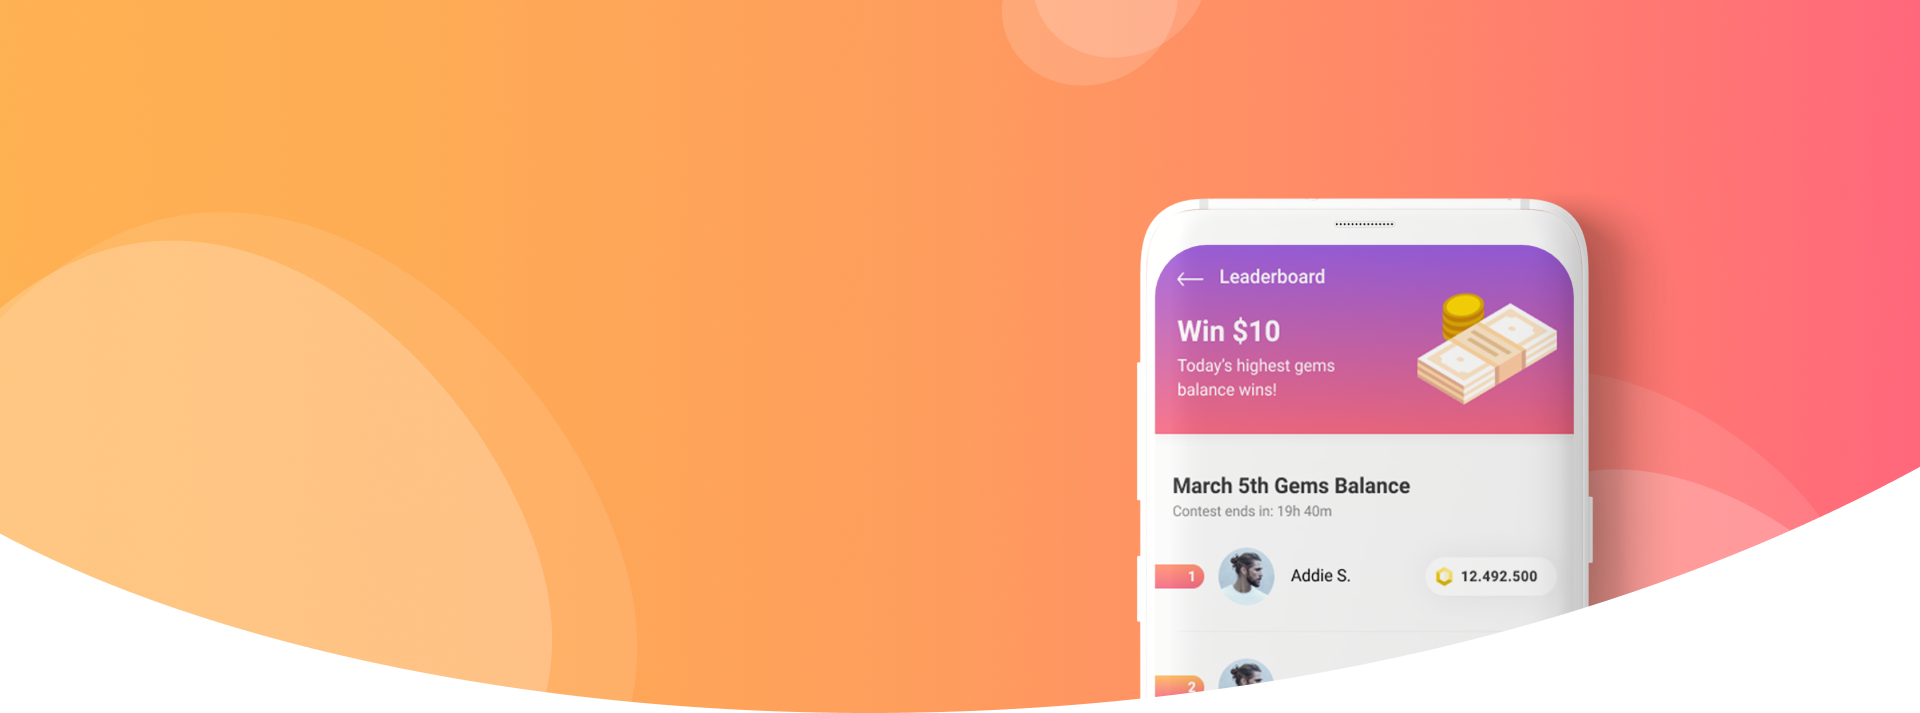 Leaderboard
Win $10
Today's highest gems
balance wins!
March 5th Gems Balance
Contest ends in: 19h 40m
1
Addie S.
12.492.500
2